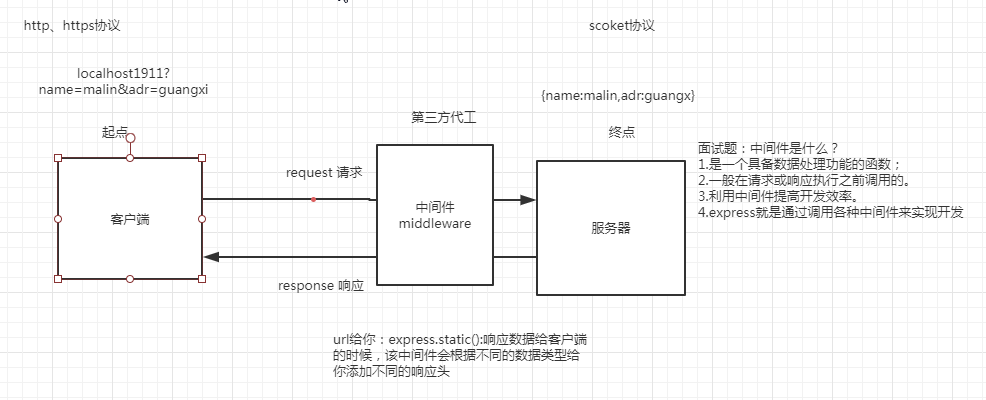 http、https协议
scoket协议
localhost1911?
name=malin&adr=guangxi
{name:malin,adr:guangx}
第三方代工
起点
终点
面试题：中间件是什么？
1.是一个具备数据处理功能的函数；
2.一般在请求或响应执行之前调用的。
3.利用中间件提高开发效率。
4.express就是通过调用各种中间件来实现开发
request 请求
客户端
中间件
middleware
服务器
response 响应
url给你：express.static():响应数据给客户端
的时候，该中间件会根据不同的数据类型给
你添加不同的响应头